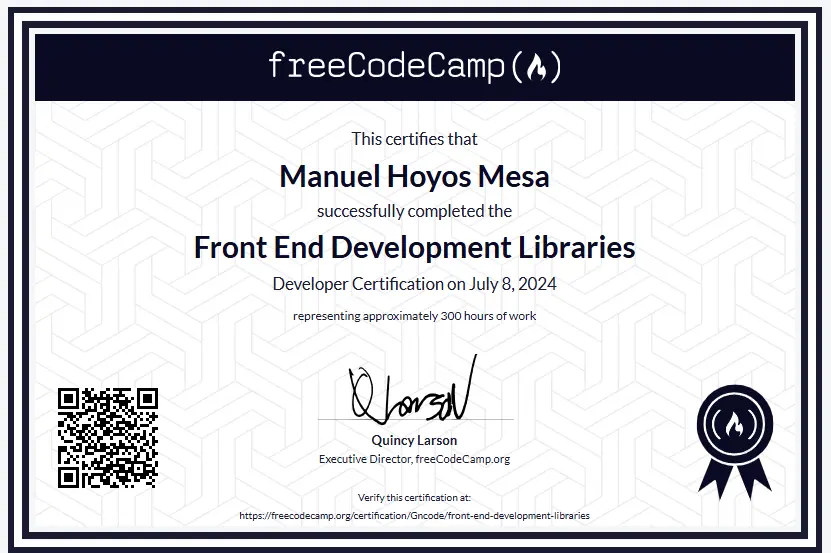 freeCodeCamp
This certifies that
Manuel Hoyos Mesa
successfully completed the
Front End Development Libraries
Developer Certification on July 8, 2024
representing approximately 300 hours of work
Q Larson
Quincy Larson
Executive Director, freeCodeCamp.org
Verify this certification at:
https://freecodecamp.org/certification/Gncode/front-end-development-libraries